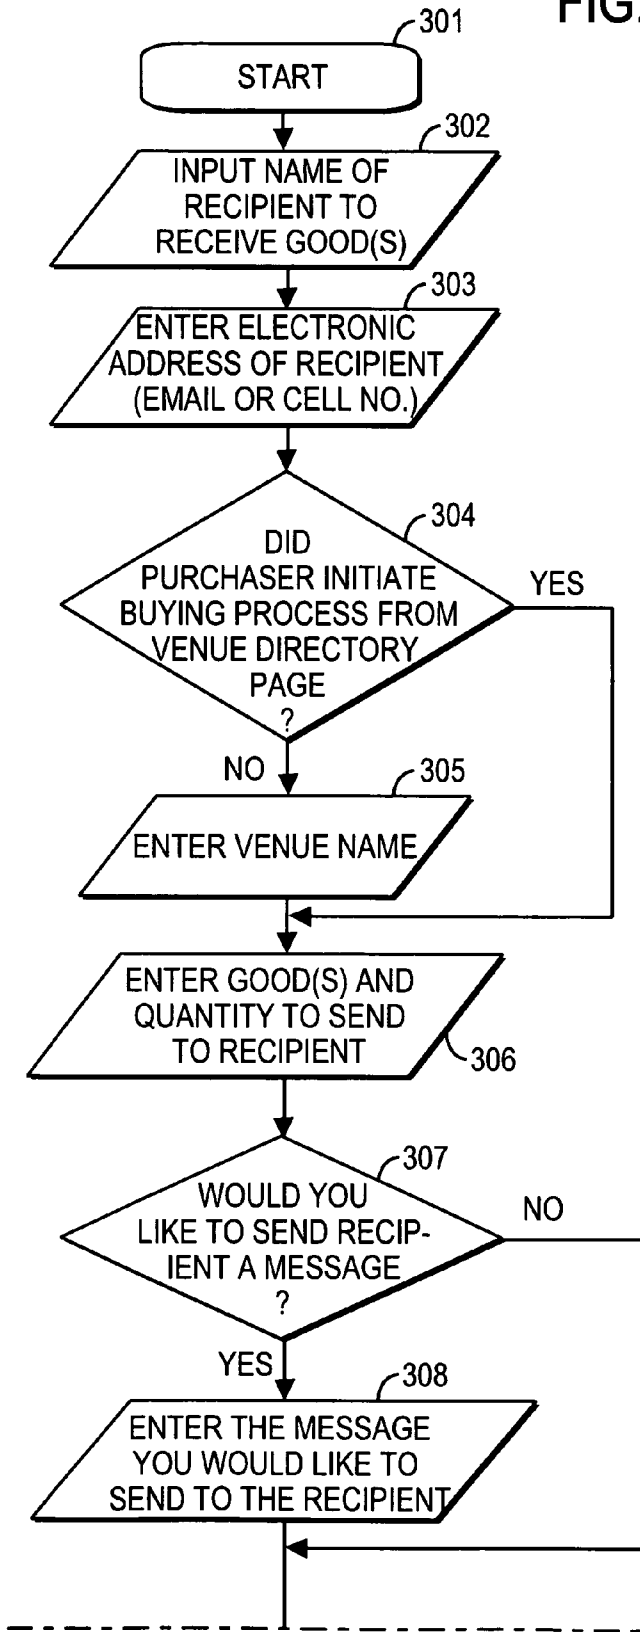 FIG.
301
START
302
INPUT NAME OF
RECIPIENT TO
RECEIVE GOOD(S)
303
ENTER ELECTRONIC
ADDRESS OF RECIPIENT
(EMAIL OR CELL NO.)
304
DID
PURCHASER INITIATE
BUYING PROCESS FROM
VENUE DIRECTORY
PAGE
?
YES
NO
305
ENTER VENUE NAME
ENTER GOOD(S) AND
QUANTITY TO SEND
TO RECIPIENT
306
307
WOULD YOU
LIKE TO SEND RECIP-
IENT A MESSAGE
?
NO
YES
308
ENTER THE MESSAGE
YOU WOULD LIKE TO
SEND TO THE RECIPIENT